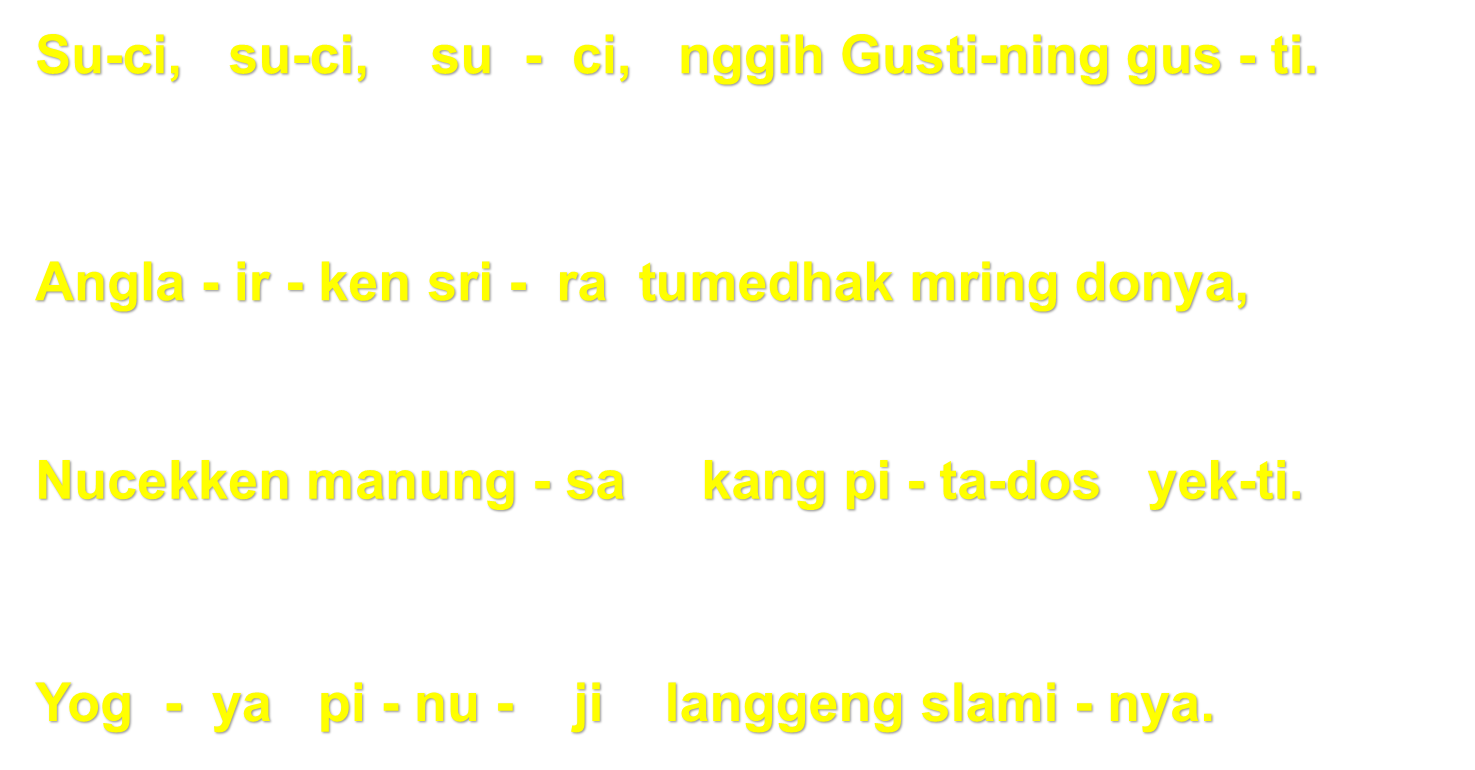 Su-ci, su-ci, su - ci, nggih Gusti-ning gus - ti.
Angla - ir - ken sri - ra tumedhak mring donya,
Nucekken manung - sa kang pi - ta-dos yek-ti.
Yog - ya pi - nu - ji langgeng slami - nya.